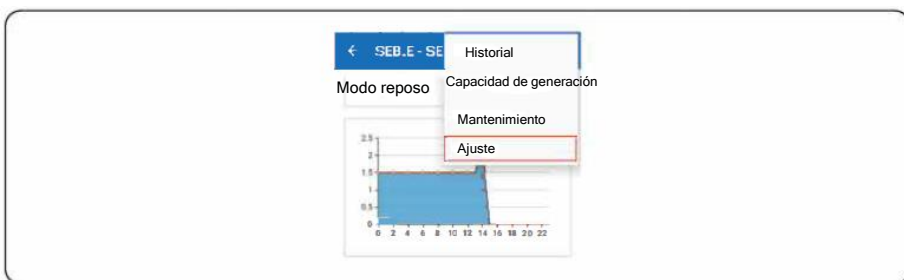 ← SEB.E - SE
Historial
Modo reposo
Capacidad de generación
Mantenimiento
Ajuste
2.5
2
1.5
1
0.5
0
0 2 4 6 8 10 12 14 16 18 20 22